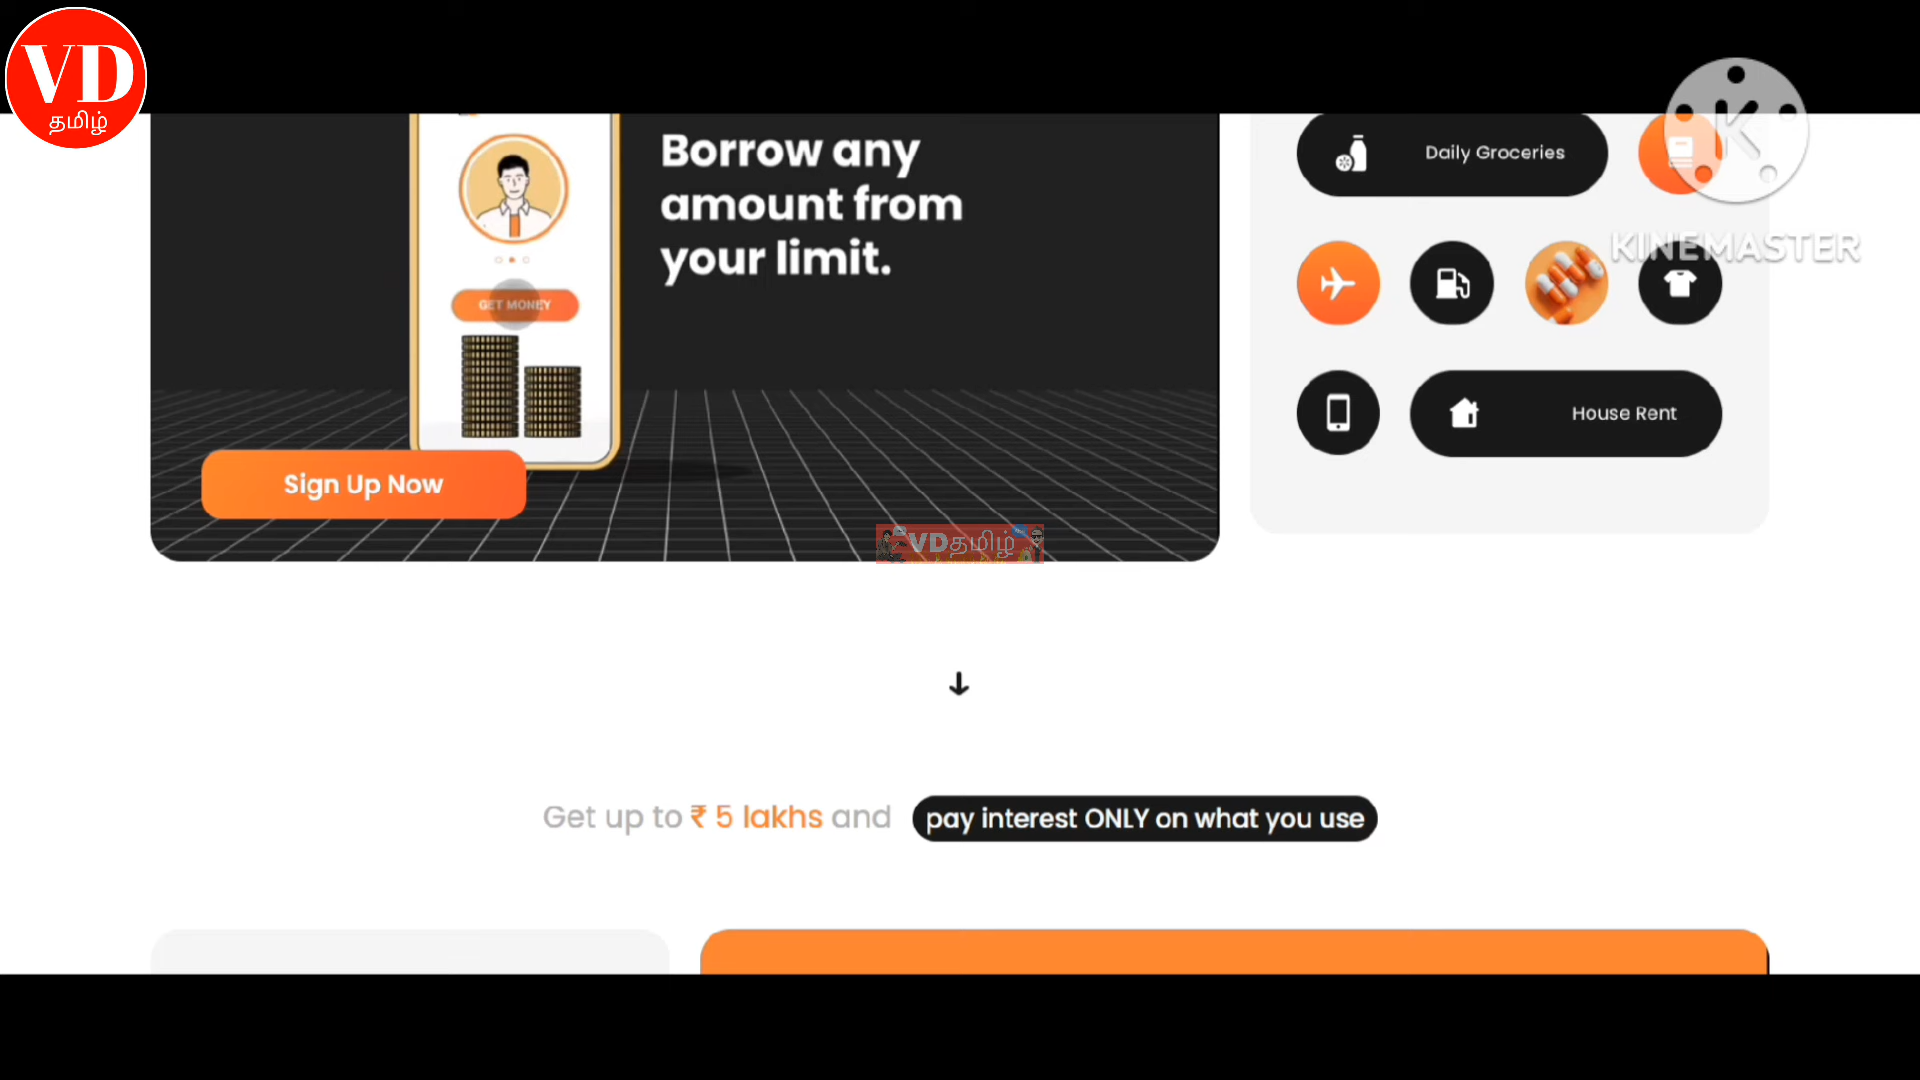 VD
தமிழ்
Borrow any
amount from
your limit.
GET MONEY
Sign Up Now
Daily Groceries
House Rent
KINEMASTER
VDதமிழ்
Get up to ₹ 5 lakhs and pay interest ONLY on what you use